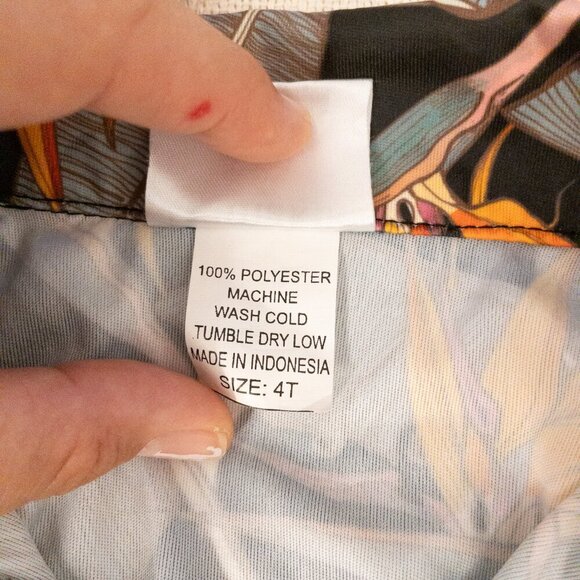 100% POLYESTER
MACHINE
WASH COLD
TUMBLE DRY LOW
MADE IN INDONESIA
SIZE: 4T